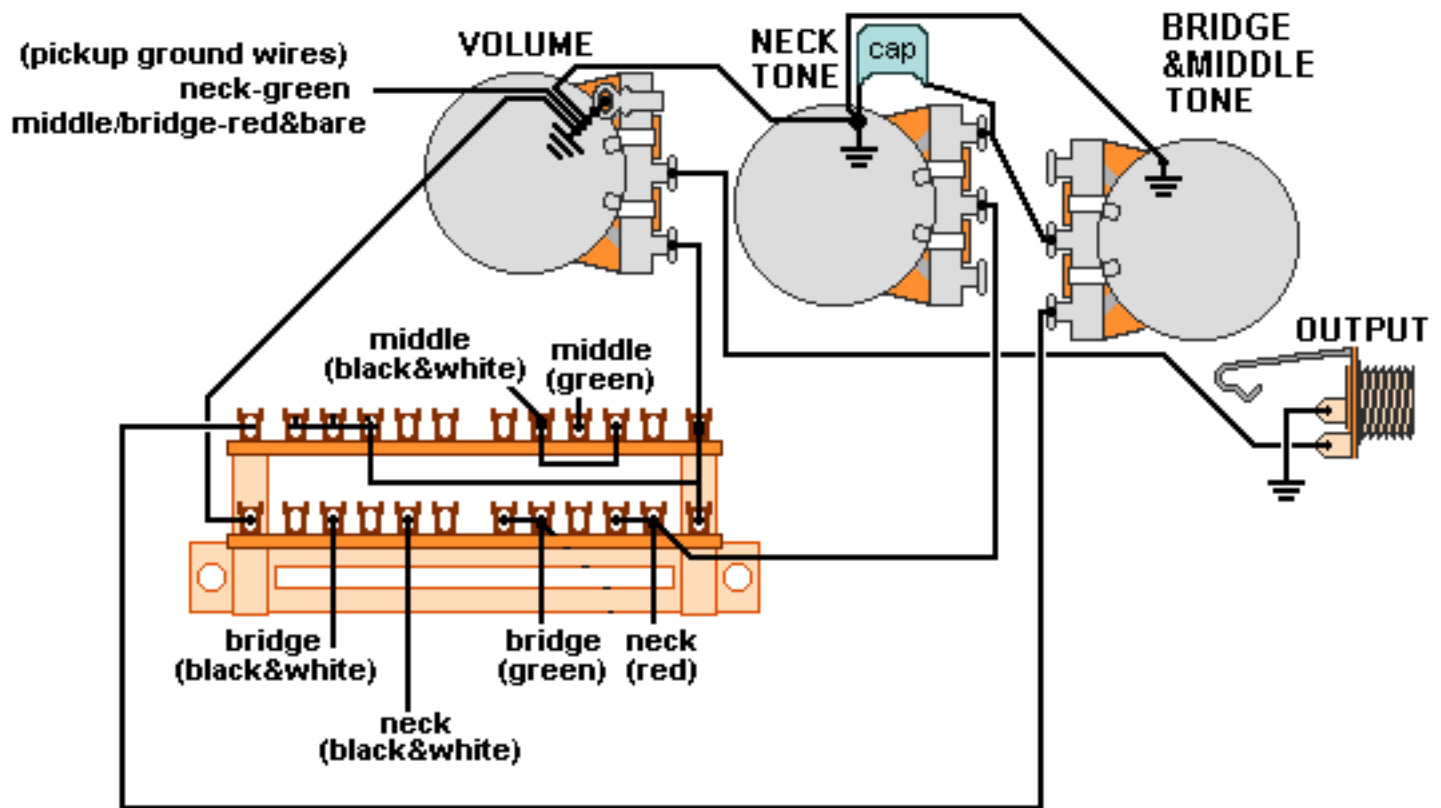 (pickup ground wires)
neck-green
middle/bridge-red&bare
VOLUME
NECK
TONE
cap
BRIDGE
&MIDDLE
TONE
OUTPUT
middle
(black&white)
middle
(green)
bridge
(black&white)
bridge
(green)
neck
(red)
neck
(black&white)